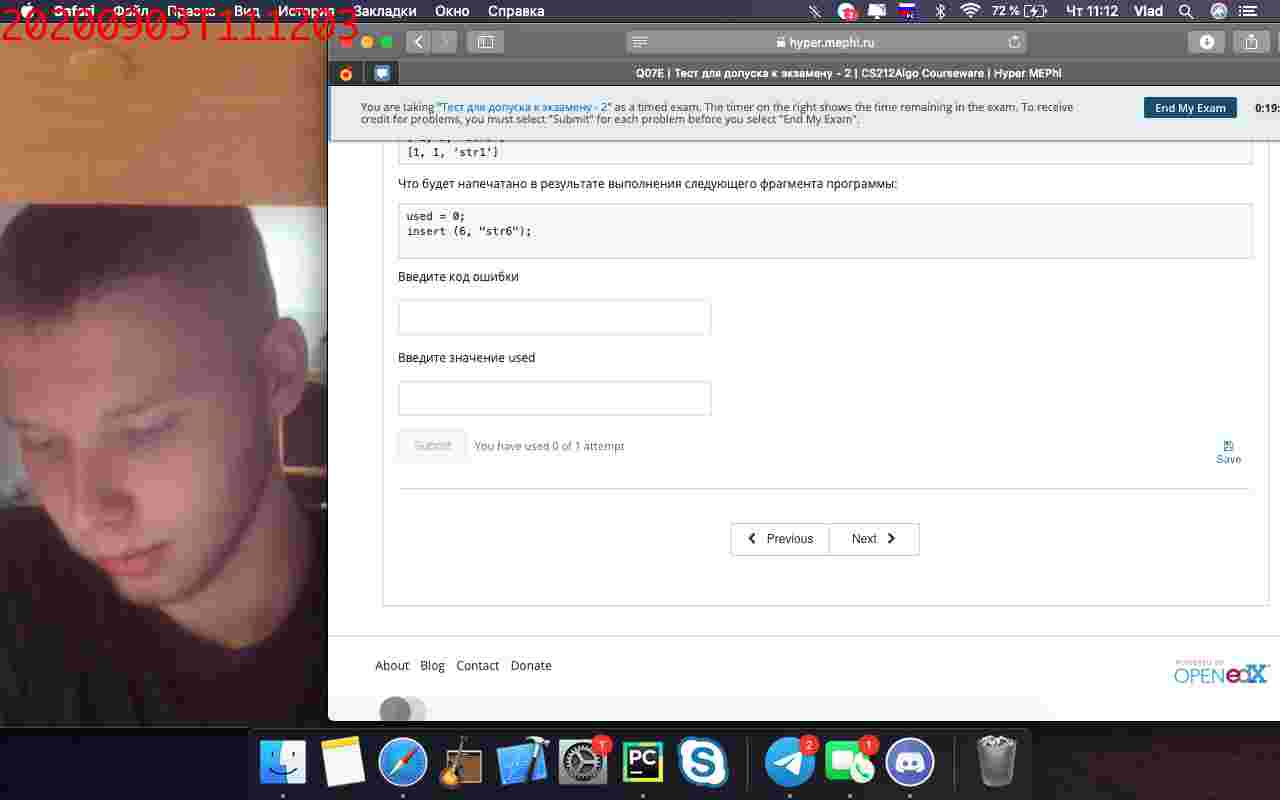 Safari Файл Правка Вид История Закладки Окно Справка 72 % Чт 11:12 Vlad
20200903T111203
hyper.mephi.ru
Q07E | Тест для допуска к экзамену - 2 | CS212Algo Courseware | Hyper MEPhI
You are taking "Тест для допуска к экзамену - 2" as a timed exam. The timer on the right shows the time remaining in the exam. To receive
credit for problems, you must select "Submit" for each problem before you select "End My Exam".
End My Exam
0:19:
[1, 1, 'str1']
Что будет напечатано в результате выполнения следующего фрагмента программы:
used = 0;
insert (6, "str6");
Введите код ошибки
Введите значение used
Submit
You have used 0 of 1 attempt
Save
Previous
Next
About Blog Contact Donate
POWERED BY
OPEN edX
PC
2
1